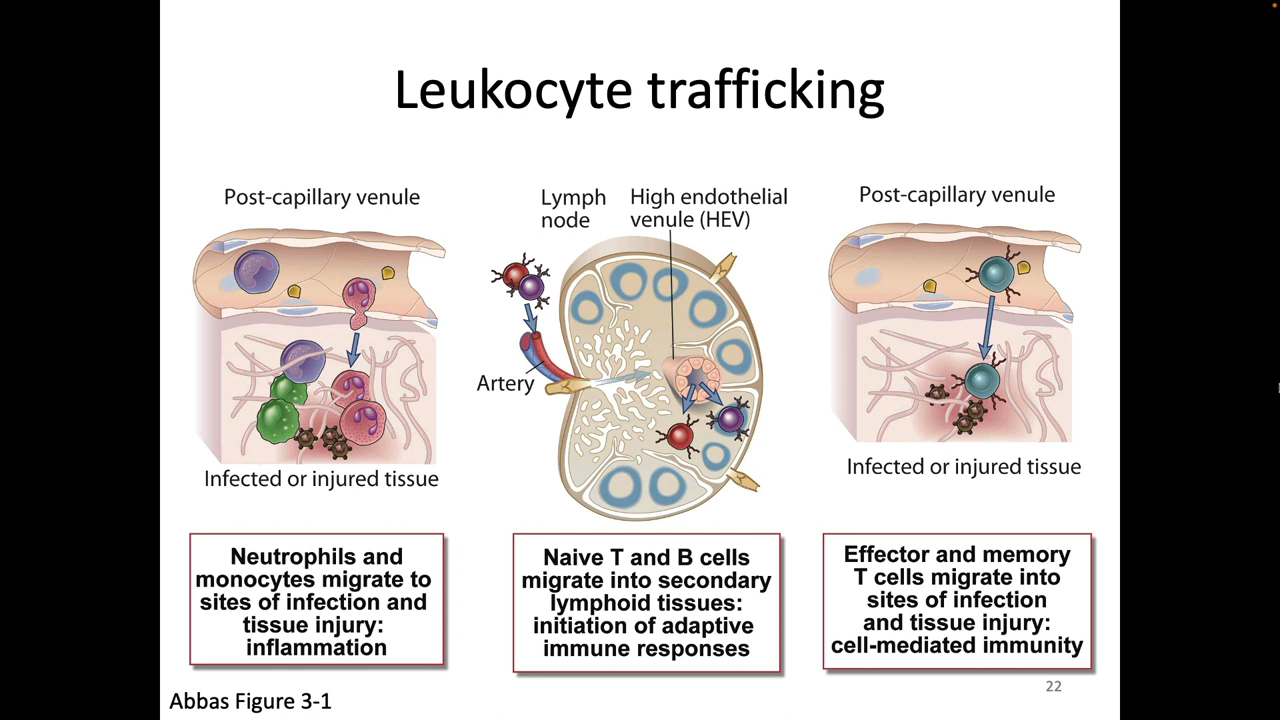 Leukocyte trafficking
Post-capillary venule
Infected or injured tissue
Neutrophils and
monocytes migrate to
sites of infection and
tissue injury:
inflammation
Lymph
node
High endothelial
venule (HEV)
Artery
Naive T and B cells
migrate into secondary
lymphoid tissues:
initiation of adaptive
immune responses
Post-capillary venule
Infected or injured tissue
Effector and memory
T cells migrate into
sites of infection
and tissue injury:
cell-mediated immunity
22
Abbas Figure 3-1